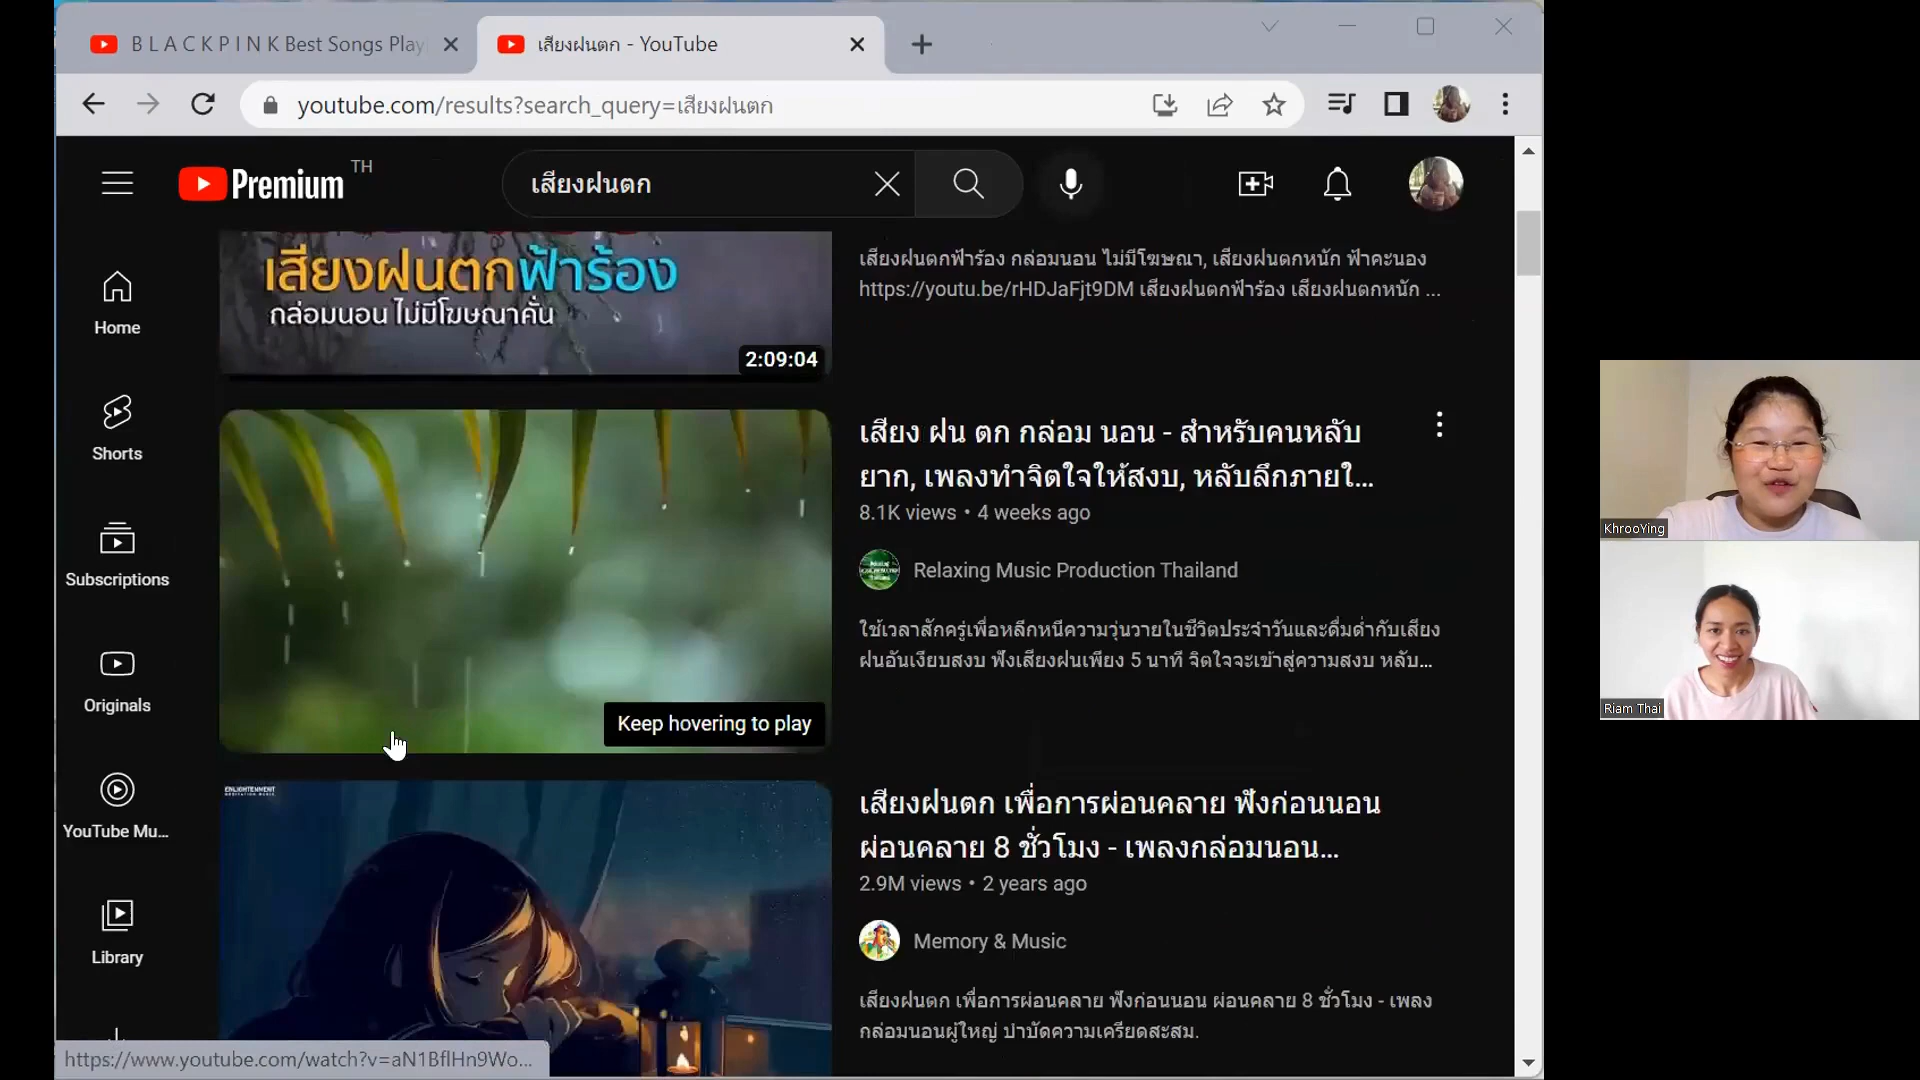 B L A C K P I N K Best Songs Play
เสียงฝนตก - YouTube
youtube.com/results?search_query=เสียงฝนตก
Premium TH
เสียงฝนตก
Home
Shorts
Subscriptions
Originals
YouTube Mu...
Library
เสียงฝนตกฟ้าร้อง
กล่อมนอน ไม่มีโฆษณาคั่น
2:09:04
เสียงฝนตกฟ้าร้อง กล่อมนอน ไม่มีโฆษณา, เสียงฝนตกหนัก ฟ้าคะนอง
https://youtu.be/rHDJaFjt9DM เสียงฝนตกฟ้าร้อง เสียงฝนตกหนัก ...
Keep hovering to play
เสียง ฝน ตก กล่อม นอน - สำหรับคนหลับ
ยาก, เพลงทำจิตใจให้สงบ, หลับลึกภายใ...
8.1K views • 4 weeks ago
Relaxing Music Production Thailand
ใช้เวลาสักครู่เพื่อหลีกหนีความวุ่นวายในชีวิตประจำวันและดื่มด่ำกับเสียง
ฝนอันเงียบสงบ ฟังเสียงฝนเพียง 5 นาที จิตใจจะเข้าสู่ความสงบ หลับ...
ENLIGHTENMENT
เสียงฝนตก เพื่อการผ่อนคลาย ฟังก่อนนอน
ผ่อนคลาย 8 ชั่วโมง - เพลงกล่อมนอน...
2.9M views • 2 years ago
Memory & Music
เสียงฝนตก เพื่อการผ่อนคลาย ฟังก่อนนอน ผ่อนคลาย 8 ชั่วโมง - เพลง
กล่อมนอนผู้ใหญ่ บำบัดความเครียดสะสม.
https://www.youtube.com/watch?v=aN1BflHn9Wo...
KhrooYing
Riam Thai